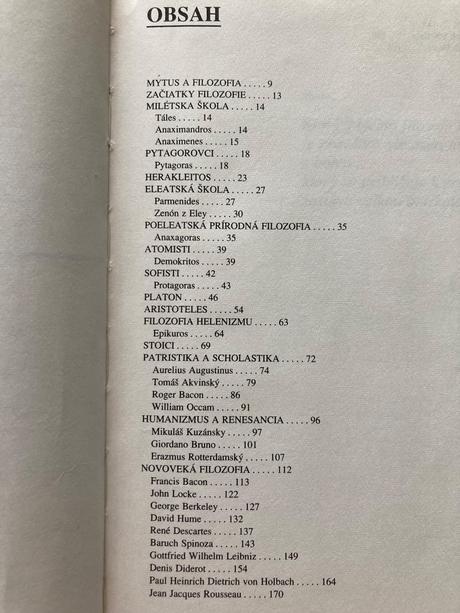 OBSAH
MÝTUS A FILOZOFIA . . . . . 9
ZAČIATKY FILOZOFIE . . . . . 13
MILÉTSKA ŠKOLA . . . . . 14
Táles . . . . . 14
Anaximandros . . . . . 14
Anaximenes . . . . . 15
PYTAGOROVCI . . . . . 18
Pytagoras . . . . . 18
HERAKLEITOS . . . . . 23
ELEATSKÁ ŠKOLA . . . . . 27
Parmenides . . . . . 27
Zenón z Eley . . . . . 30
POELEATSKÁ PRÍRODNÁ FILOZOFIA . . . . . 35
Anaxagoras . . . . . 35
ATOMISTI . . . . . 39
Demokritos . . . . . 39
SOFISTI . . . . . 42
Protagoras . . . . . 43
PLATON . . . . . 46
ARISTOTELES . . . . . 54
FILOZOFIA HELENIZMU . . . . . 63
Epikuros . . . . . 64
STOICI . . . . . 69
PATRISTIKA A SCHOLASTIKA . . . . . 72
Aurelius Augustinus . . . . . 74
Tomáš Akvinský . . . . . 79
Roger Bacon . . . . . 86
William Occam . . . . . 91
HUMANIZMUS A RENESANCIA . . . . . 96
Mikuláš Kuzánsky . . . . . 97
Giordano Bruno . . . . . 101
Erazmus Rotterdamský . . . . . 107
NOVOVEKÁ FILOZOFIA . . . . . 112
Francis Bacon . . . . . 113
John Locke . . . . . 122
George Berkeley . . . . . 127
David Hume . . . . . 132
René Descartes . . . . . 137
Baruch Spinoza . . . . . 143
Gottfried Wilhelm Leibniz . . . . . 149
Denis Diderot . . . . . 154
Paul Heinrich Dietrich von Holbach . . . . . 164
Jean Jacques Rousseau . . . . . 170